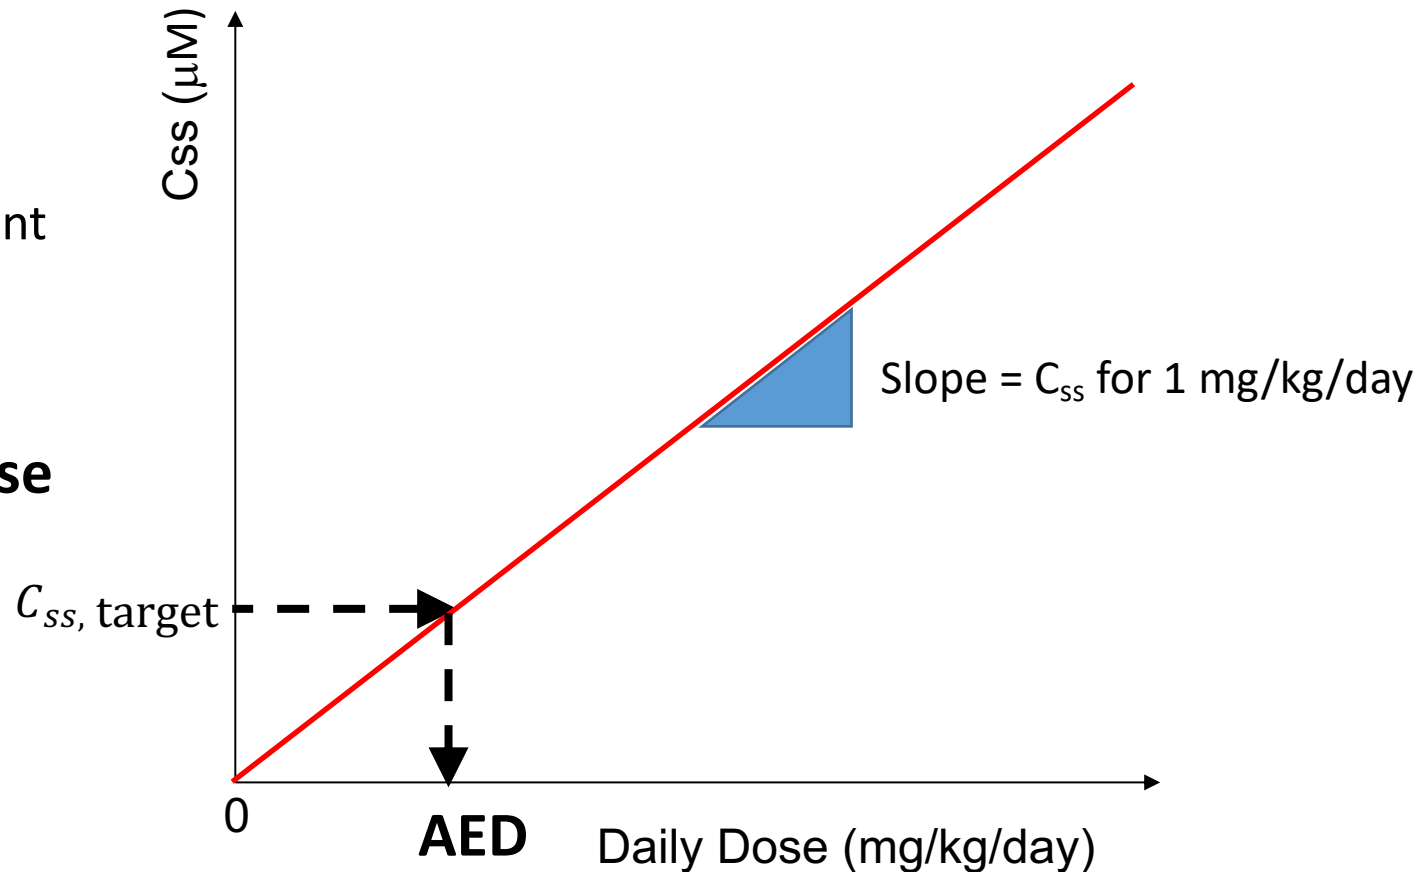 Css (μM)
nt
Slope = Css for 1 mg/kg/day
se
Css, target
0
AED
Daily Dose (mg/kg/day)